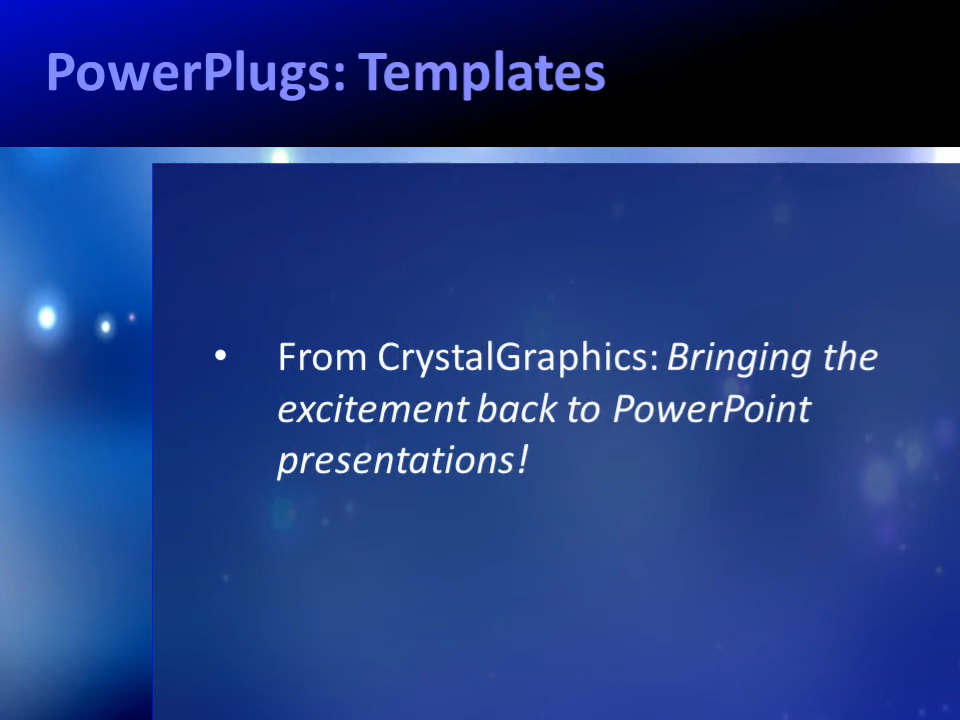 PowerPlugs: Templates
• From CrystalGraphics: Bringing the
excitement back to PowerPoint
presentations!